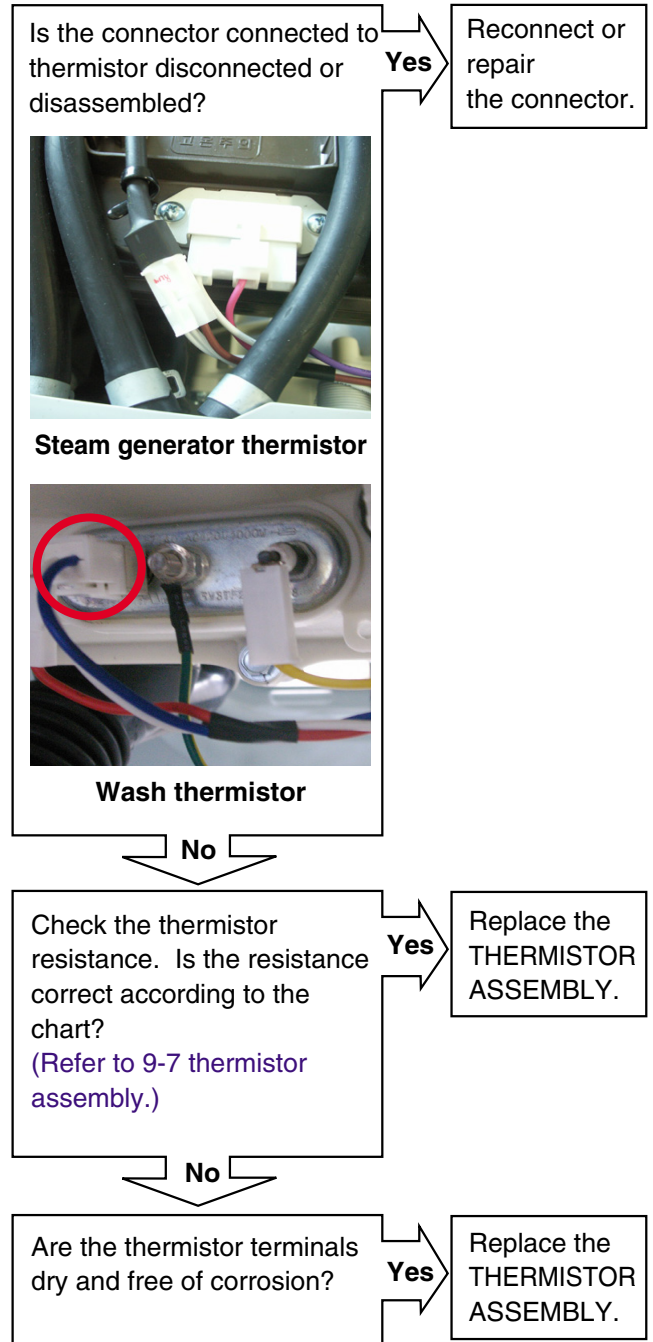 Is the connector connected to
thermistor disconnected or
disassembled?
Yes
Reconnect or
repair
the connector.
Steam generator thermistor
Wash thermistor
No
Check the thermistor
resistance. Is the resistance
correct according to the
chart?
(Refer to 9-7 thermistor
assembly.)
Yes
Replace the
THERMISTOR
ASSEMBLY.
No
Are the thermistor terminals
dry and free of corrosion?
Yes
Replace the
THERMISTOR
ASSEMBLY.